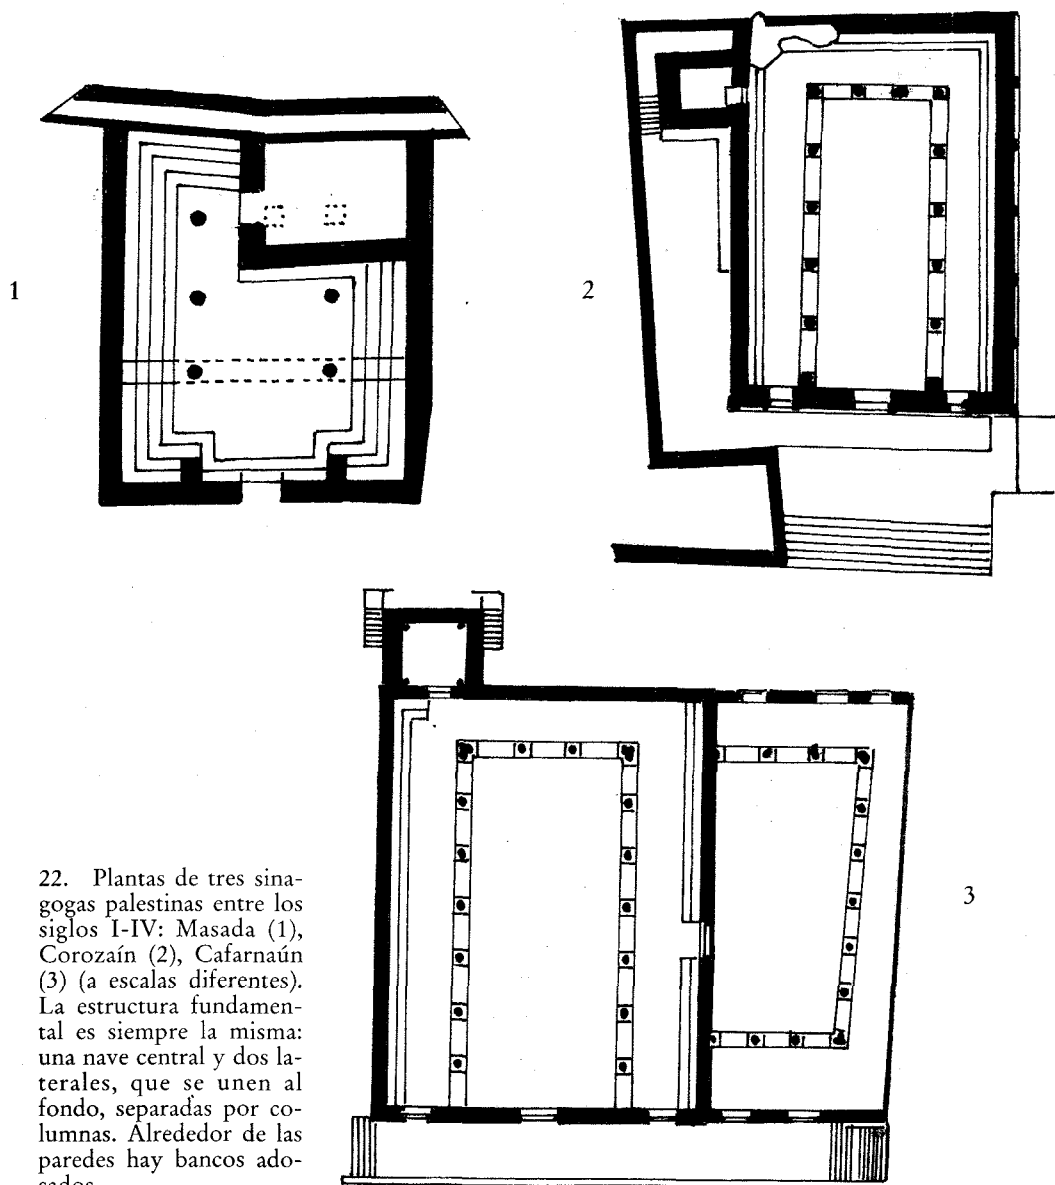 1
2
3
22. Plantas de tres sina-
gogas palestinas entre los
siglos I-IV: Masada (1),
Corozaín (2), Cafarnaún
(3) (a escalas diferentes).
La estructura fundamen-
tal es siempre la misma:
una nave central y dos la-
terales, que se unen al
fondo, separadas por co-
lumnas. Alrededor de las
paredes hay bancos ado-
sados.